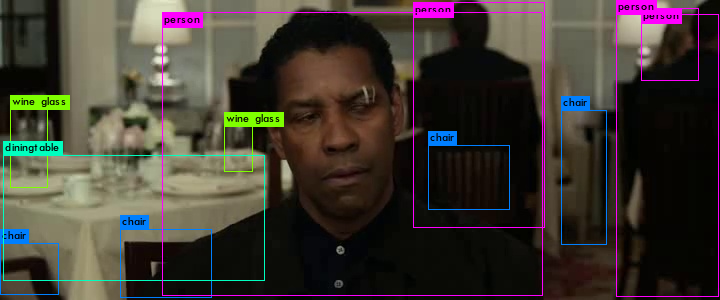 person
person
person
person
wine glass
wine glass
chair
chair
diningtable
chair
chair